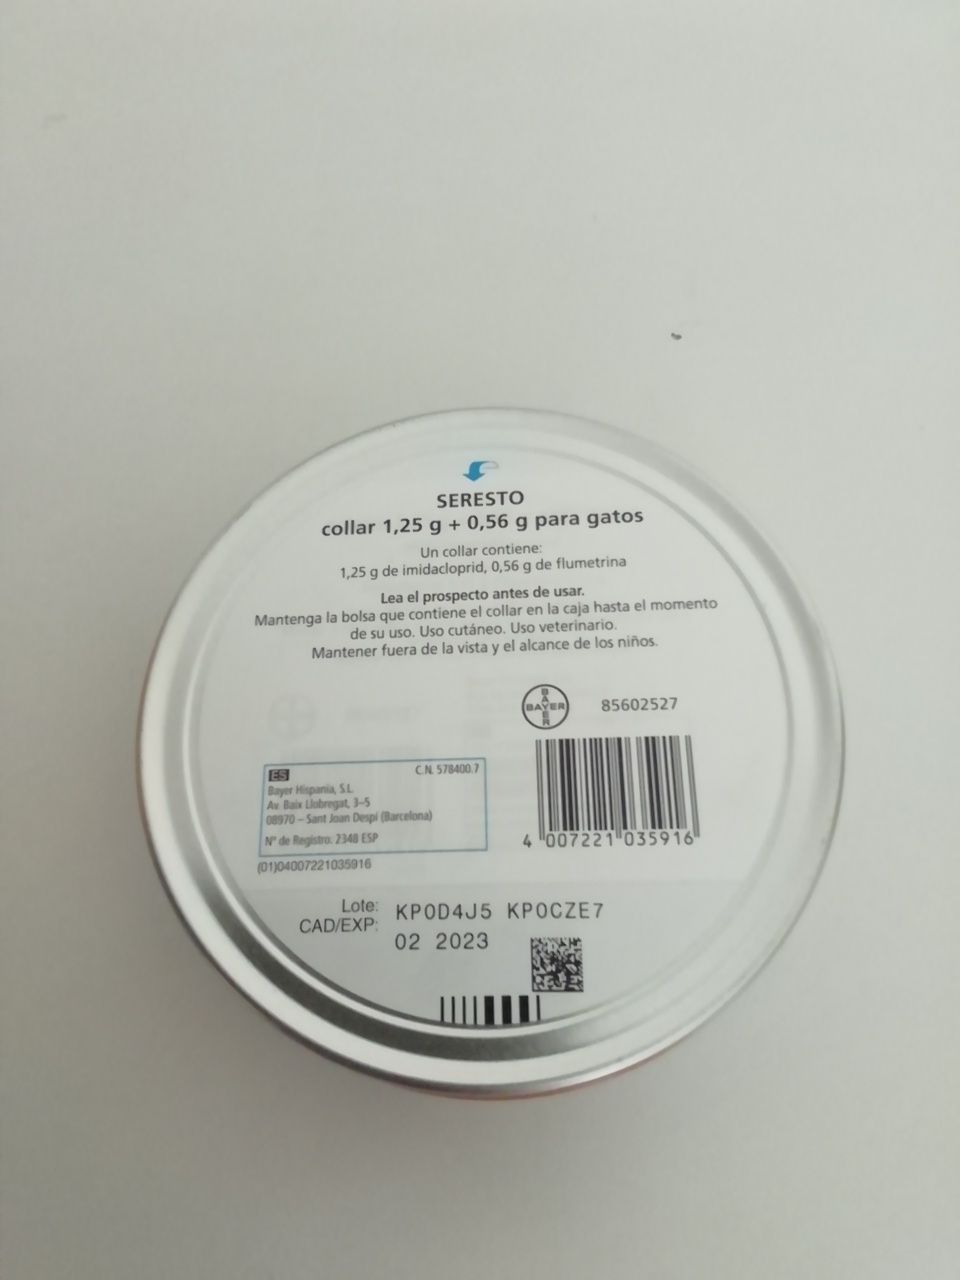 SERESTO
collar 1,25 g + 0,56 g para gatos
Un collar contiene:
1,25 g de imidacloprid, 0,56 g de flumetrina
Lea el prospecto antes de usar.
Mantenga la bolsa que contiene el collar en la caja hasta el momento
de su uso. Uso cutáneo. Uso veterinario.
Mantener fuera de la vista y el alcance de los niños.
BAYER
BAYER
85602527
ES
C.N. 578400.7
Bayer Hispania, S.L.
Av. Baix Llobregat, 3–5
08970 – Sant Joan Despí (Barcelona)
Nº de Registro: 2348 ESP
4 007221 035916
(01)04007221035916
Lote: KP0D4J5 KP0CZE7
CAD/EXP: 02 2023